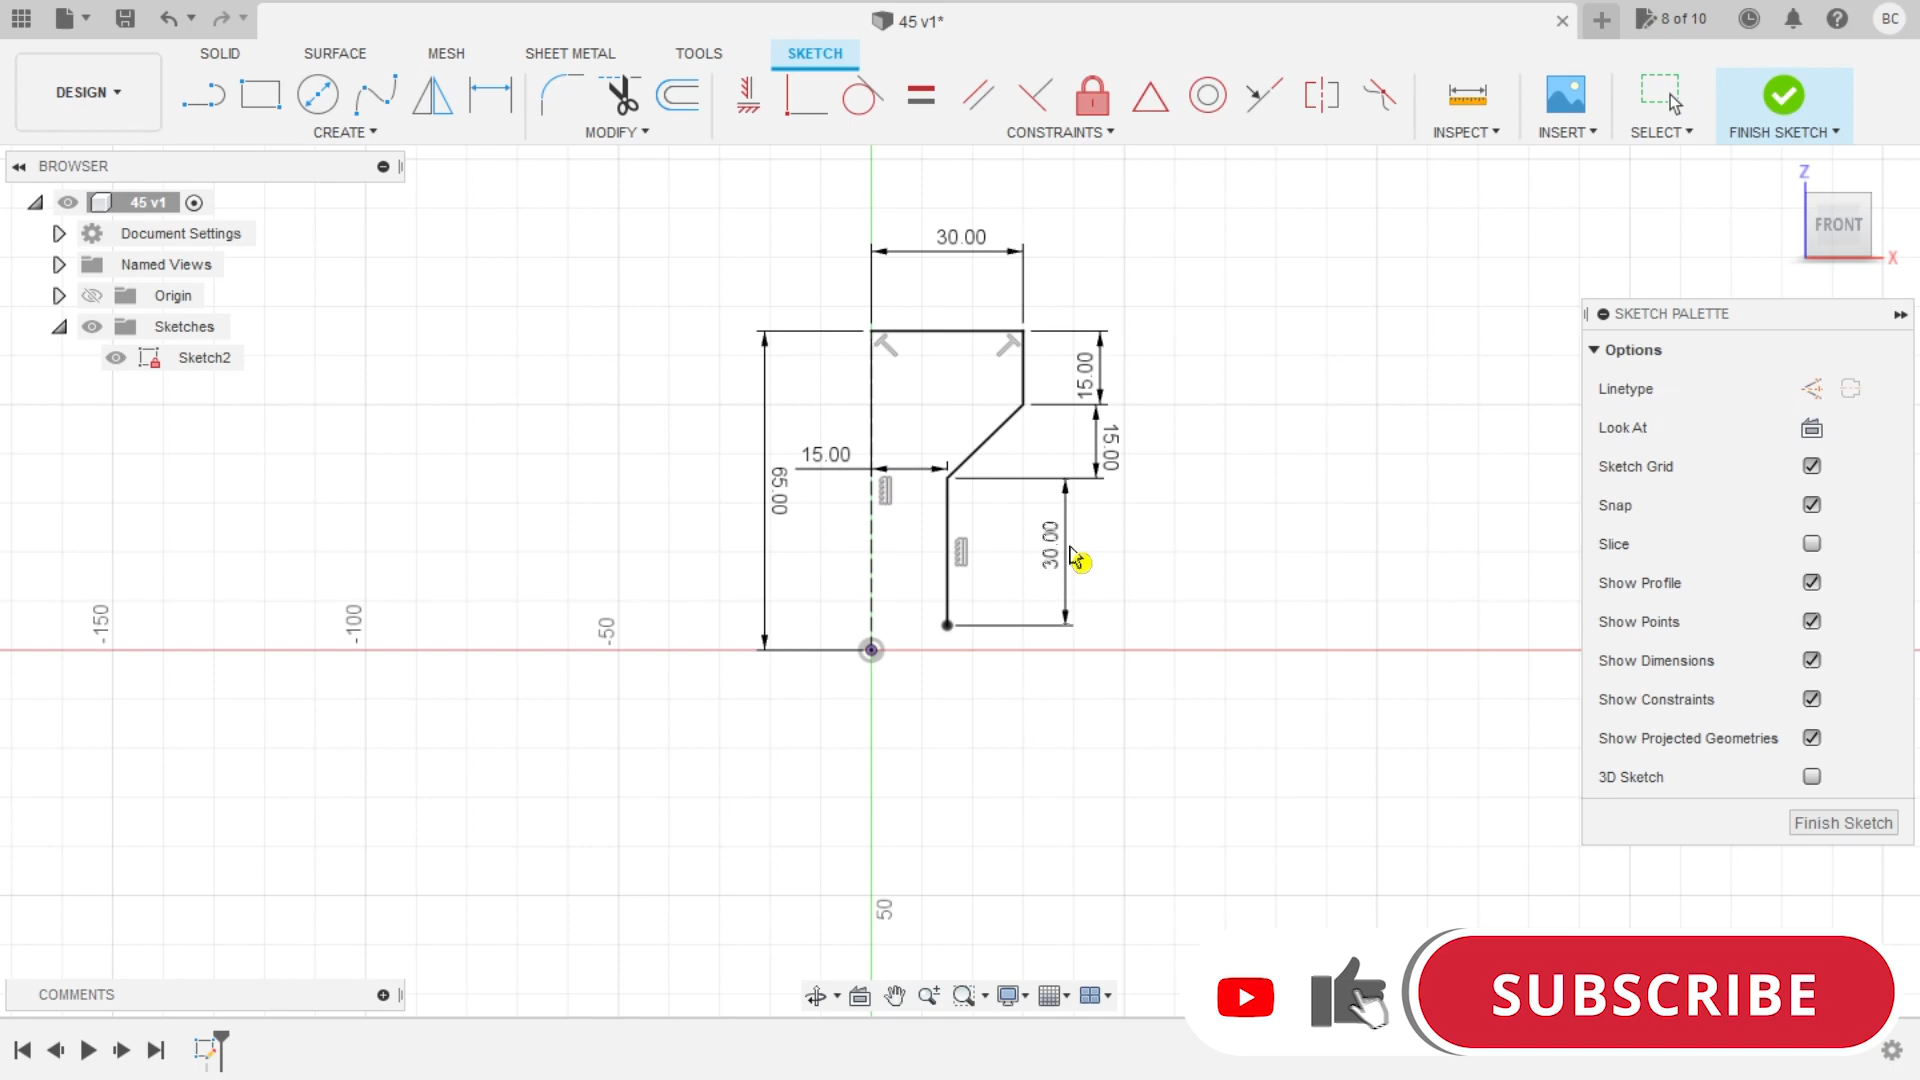 45 v1*
8 of 10
BC
SOLID
SURFACE
MESH
SHEET METAL
TOOLS
SKETCH
DESIGN
CREATE
MODIFY
CONSTRAINTS
INSPECT
INSERT
SELECT
FINISH SKETCH
BROWSER
45 v1
Document Settings
Named Views
Origin
Sketches
Sketch2
Z
FRONT
X
30.00
15.00
15.00
15.00
65.00
30.00
-150
-100
-50
50
SKETCH PALETTE
Options
Linetype
Look At
Sketch Grid
Snap
Slice
Show Profile
Show Points
Show Dimensions
Show Constraints
Show Projected Geometries
3D Sketch
Finish Sketch
COMMENTS
SUBSCRIBE